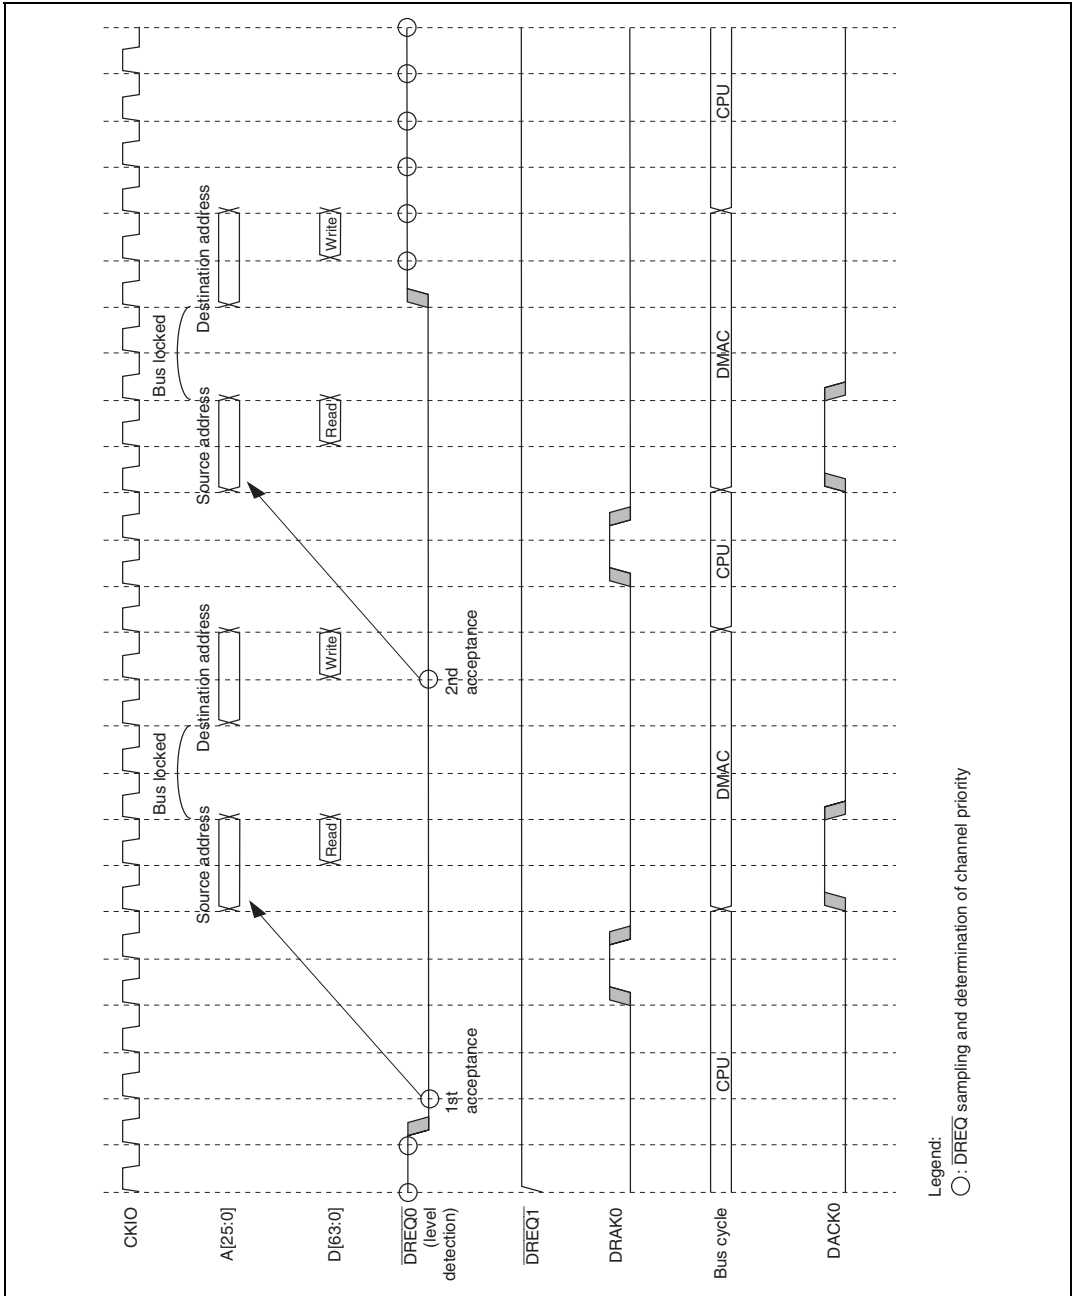 CKIO
Bus locked
Bus locked
Source address
Destination address
Source address
Destination address
A[25:0]
Read
Write
Read
Write
D[63:0]
DREQ0
(level
detection)
1st
acceptance
2nd
acceptance
DREQ1
DRAK0
Bus cycle
CPU
DMAC
CPU
DMAC
CPU
DACK0
Legend:
○: DREQ sampling and determination of channel priority